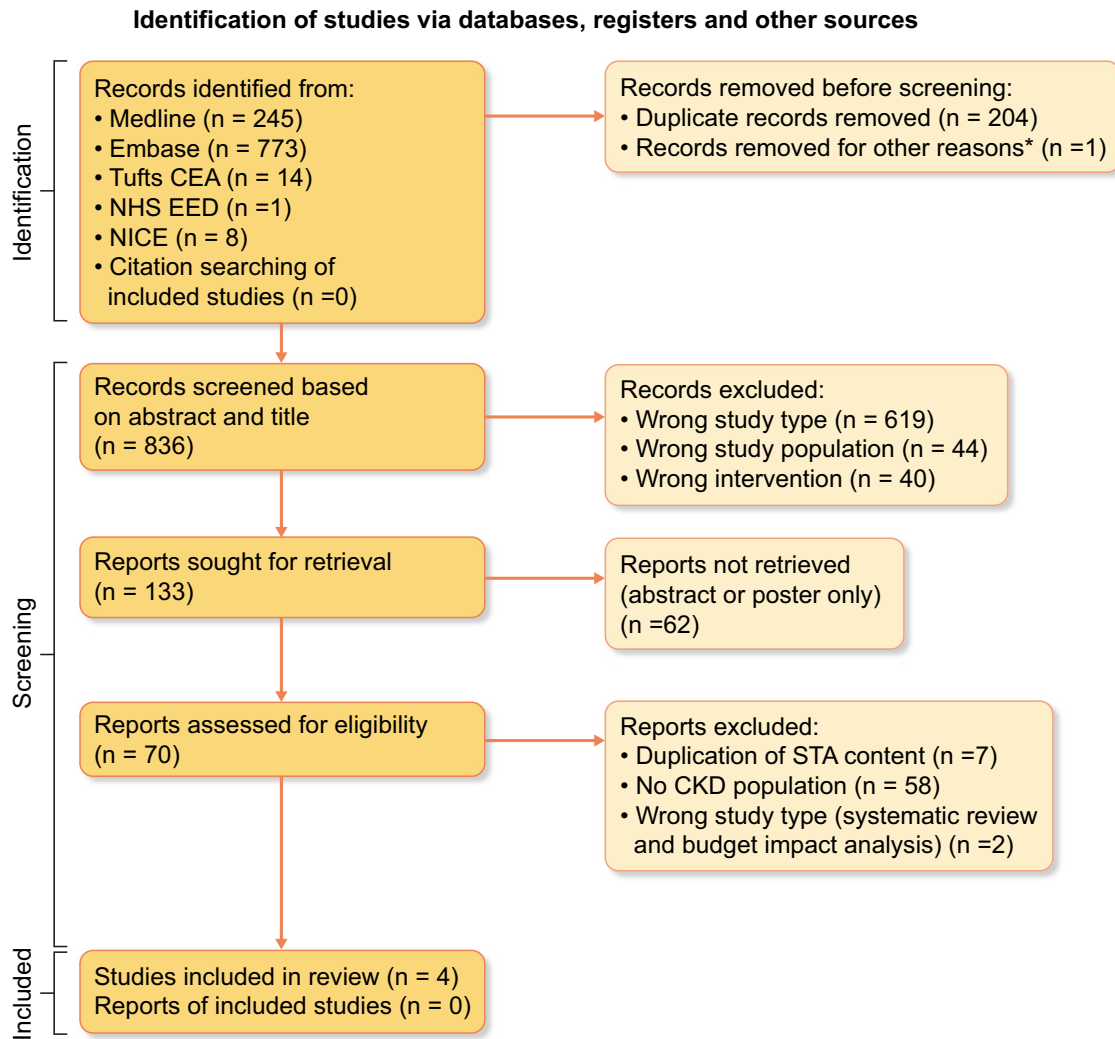 Identification of studies via databases, registers and other sources
Identification
Records identified from:
• Medline (n = 245)
• Embase (n = 773)
• Tufts CEA (n = 14)
• NHS EED (n =1)
• NICE (n = 8)
• Citation searching of
included studies (n =0)
Records removed before screening:
• Duplicate records removed (n = 204)
• Records removed for other reasons* (n =1)
Screening
Records screened based
on abstract and title
(n = 836)
Records excluded:
• Wrong study type (n = 619)
• Wrong study population (n = 44)
• Wrong intervention (n = 40)
Reports sought for retrieval
(n = 133)
Reports not retrieved
(abstract or poster only)
(n =62)
Reports assessed for eligibility
(n = 70)
Reports excluded:
• Duplication of STA content (n =7)
• No CKD population (n = 58)
• Wrong study type (systematic review
and budget impact analysis) (n =2)
Included
Studies included in review (n = 4)
Reports of included studies (n = 0)